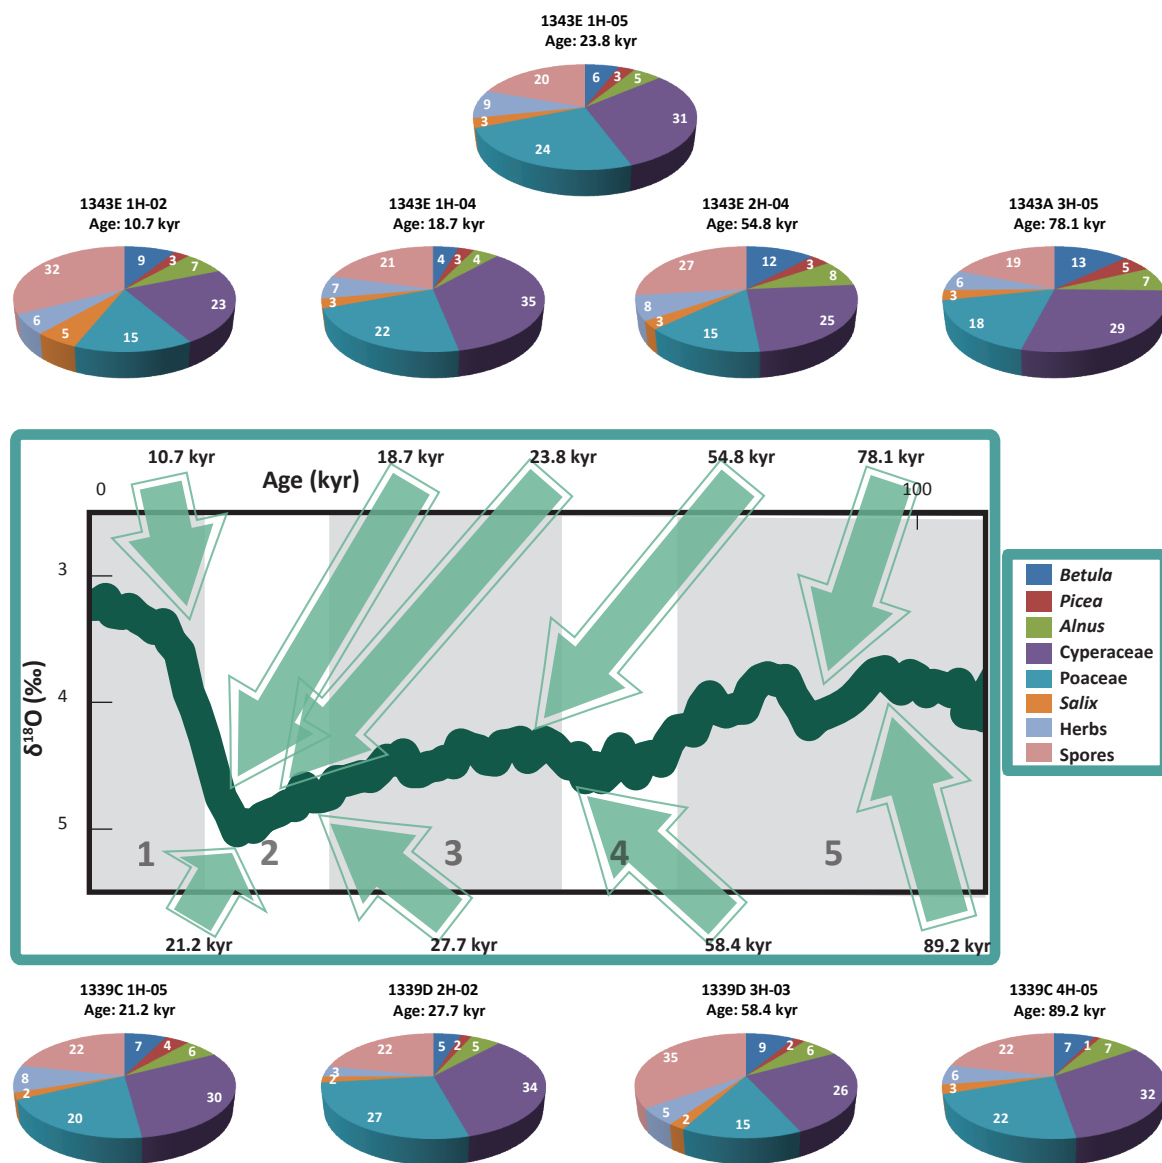 1343E 1H-05
Age: 23.8 kyr
6
3
5
31
24
3
9
20
1343E 1H-02
Age: 10.7 kyr
9
3
7
23
15
5
6
32
1343E 1H-04
Age: 18.7 kyr
4
3
4
35
22
3
7
21
1343E 2H-04
Age: 54.8 kyr
12
3
8
25
15
3
8
27
1343A 3H-05
Age: 78.1 kyr
13
5
7
29
18
3
6
19
10.7 kyr
18.7 kyr
23.8 kyr
54.8 kyr
78.1 kyr
Age (kyr)
0
100
3
4
5
δ18O (‰)
1
2
3
4
5
21.2 kyr
27.7 kyr
58.4 kyr
89.2 kyr
Betula
Picea
Alnus
Cyperaceae
Poaceae
Salix
Herbs
Spores
1339C 1H-05
Age: 21.2 kyr
7
4
6
30
20
2
8
22
1339D 2H-02
Age: 27.7 kyr
5
2
5
34
27
2
3
22
1339D 3H-03
Age: 58.4 kyr
9
2
6
26
15
2
5
35
1339C 4H-05
Age: 89.2 kyr
7
1
7
32
22
3
6
22